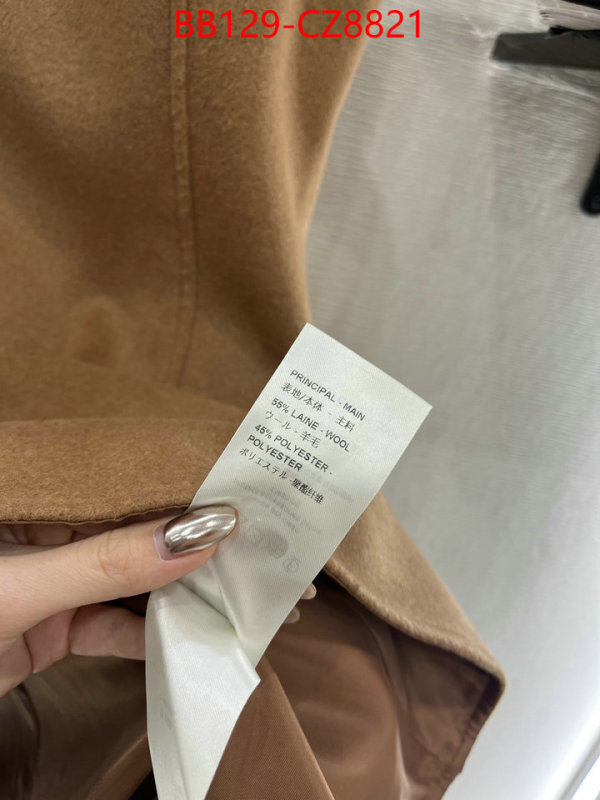 BB129-CZ8821
PRINCIPAL - MAIN
表地/本体 - 主料
55% LAINE - WOOL
ウール - 羊毛
45% POLYESTER -
POLYESTER
ポリエステル - 聚酯纤维